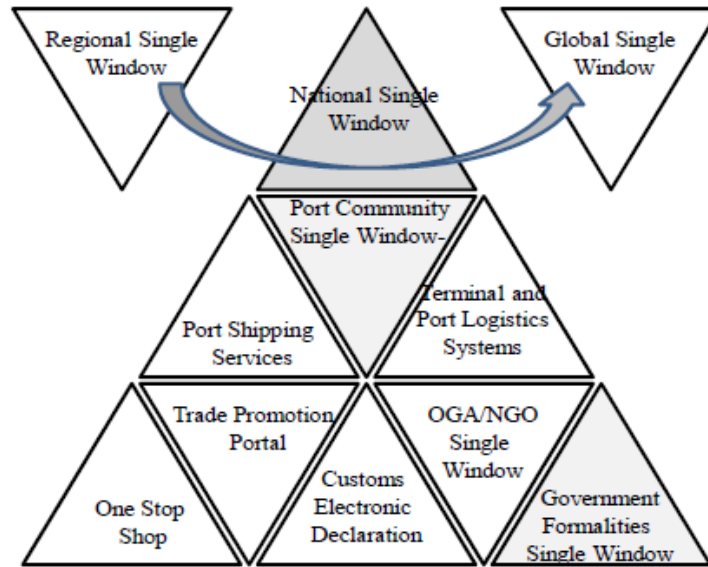 Regional Single
Window
Global Single
Window
National Single
Window
Port Community
Single Window-
Port Shipping
Services
Terminal and
Port Logistics
Systems
Trade Promotion
Portal
OGA/NGO
Single
Window
One Stop
Shop
Customs
Electronic
Declaration
Government
Formalities
Single Window